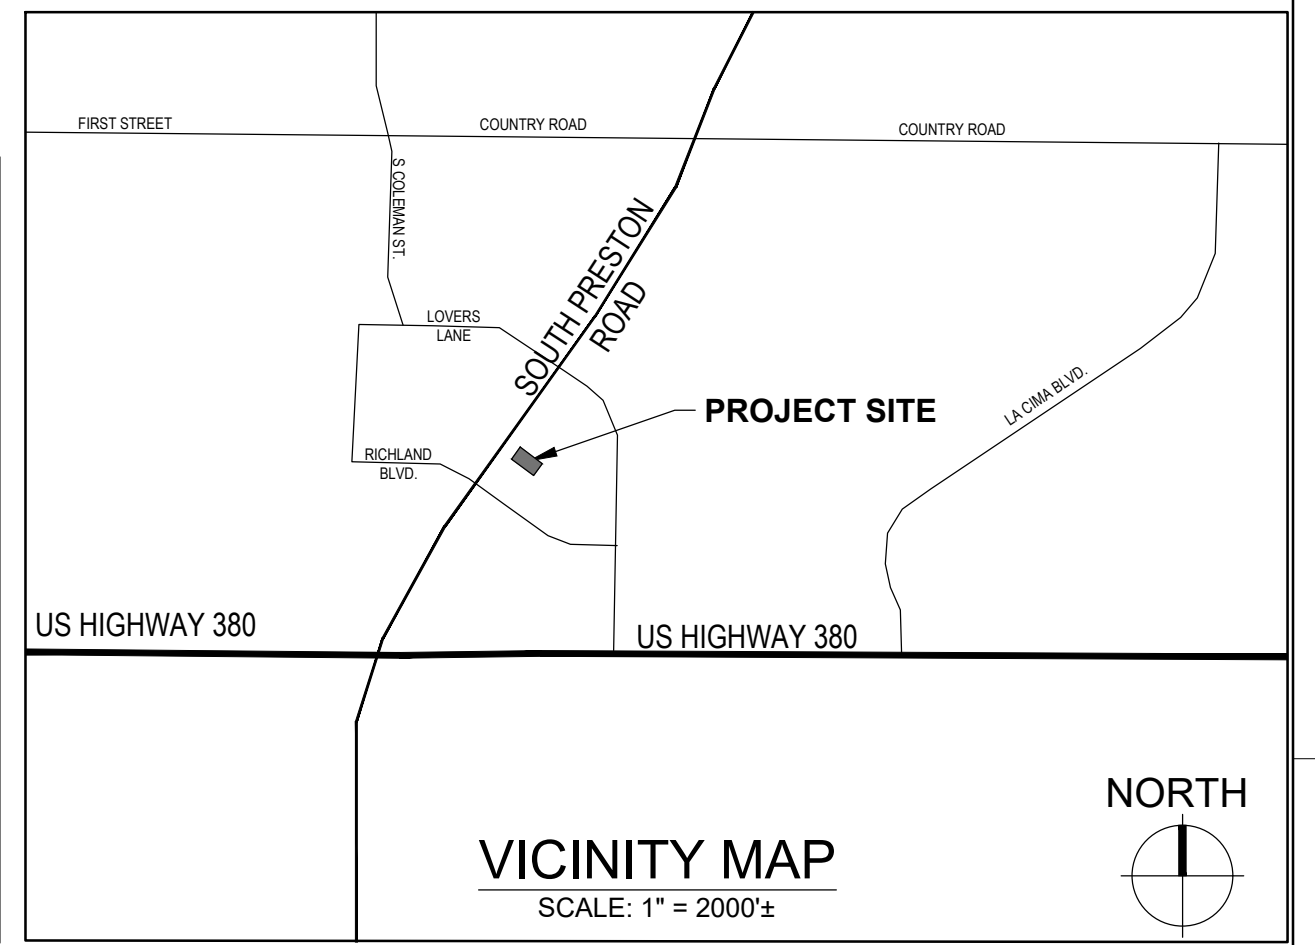 FIRST STREET
COUNTRY ROAD
COUNTRY ROAD
S COLEMAN ST.
SOUTH PRESTON
ROAD
LOVERS
LANE
PROJECT SITE
LA CIMA BLVD.
RICHLAND
BLVD.
US HIGHWAY 380
US HIGHWAY 380
NORTH
VICINITY MAP
SCALE: 1" = 2000'±